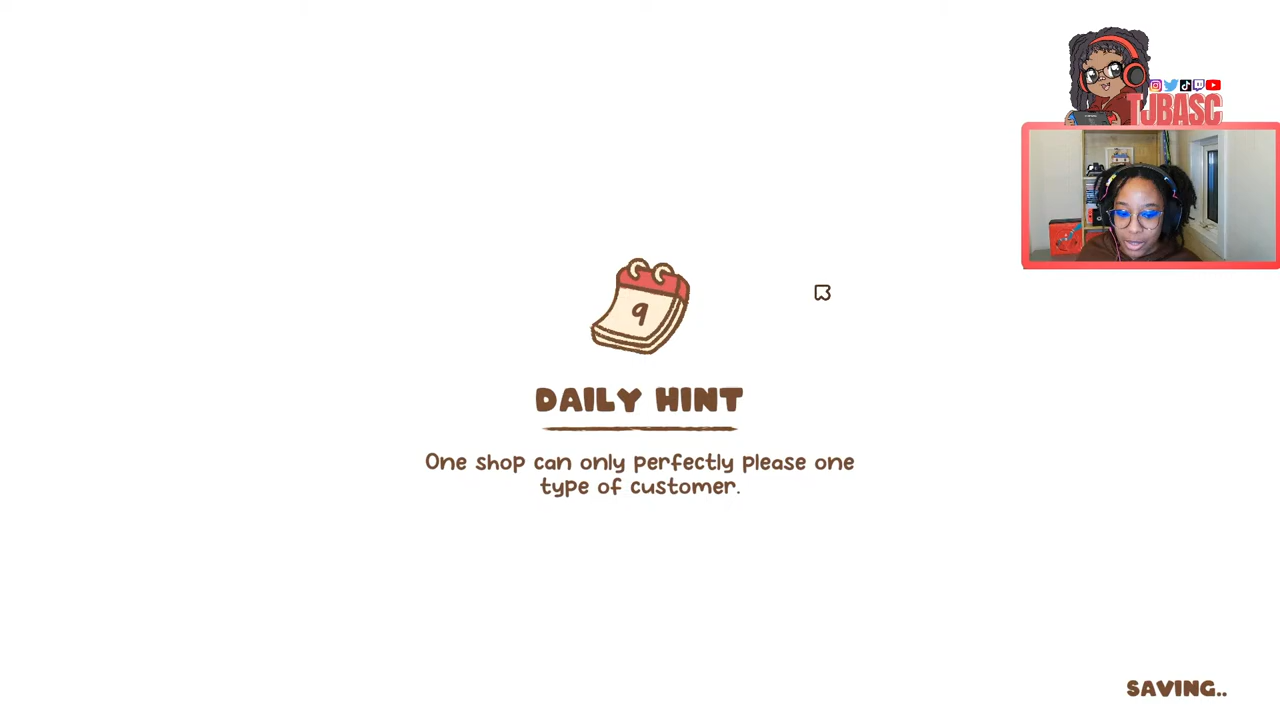 TJBASC
9
DAILY HINT
One shop can only perfectly please one
type of customer.
SAVING..